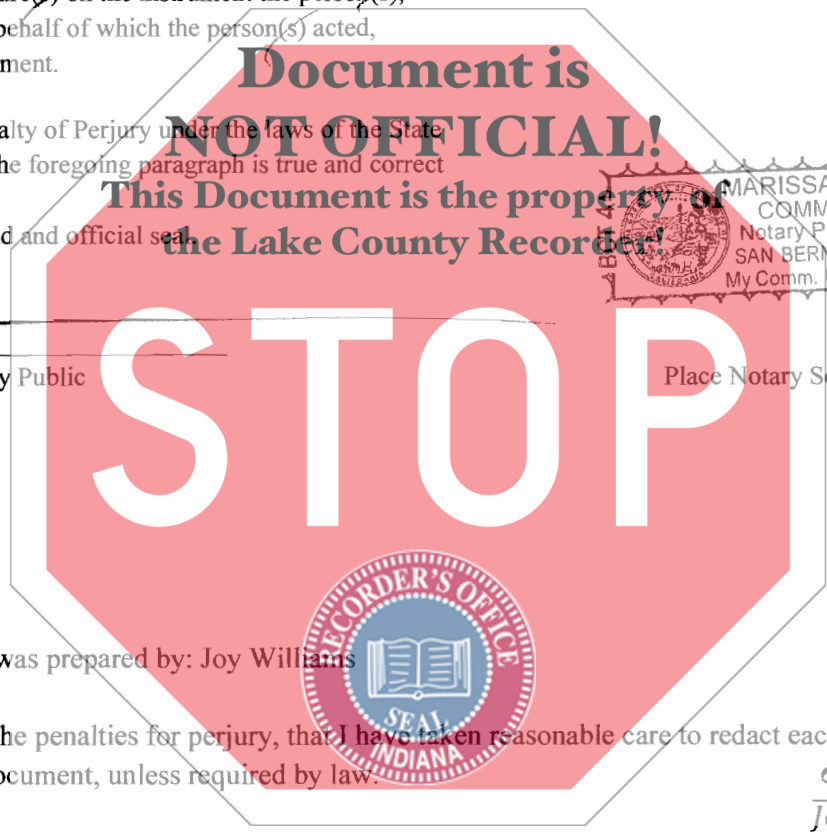 behalf of which the person(s) acted,
ment.
Document is
NOT OFFICIAL!
This Document is the property of
the Lake County Recorder!
alty of Perjury under the laws of the State
he foregoing paragraph is true and correct
d and official seal.
MARISSA
COMM
Notary P
SAN BERN
My Comm.
CALIFORNIA
STOP
y Public
Place Notary Se
RECORDER'S OFFICE
SEAL
INDIANA
was prepared by: Joy Williams
he penalties for perjury, that I have taken reasonable care to redact eac
ocument, unless required by law.